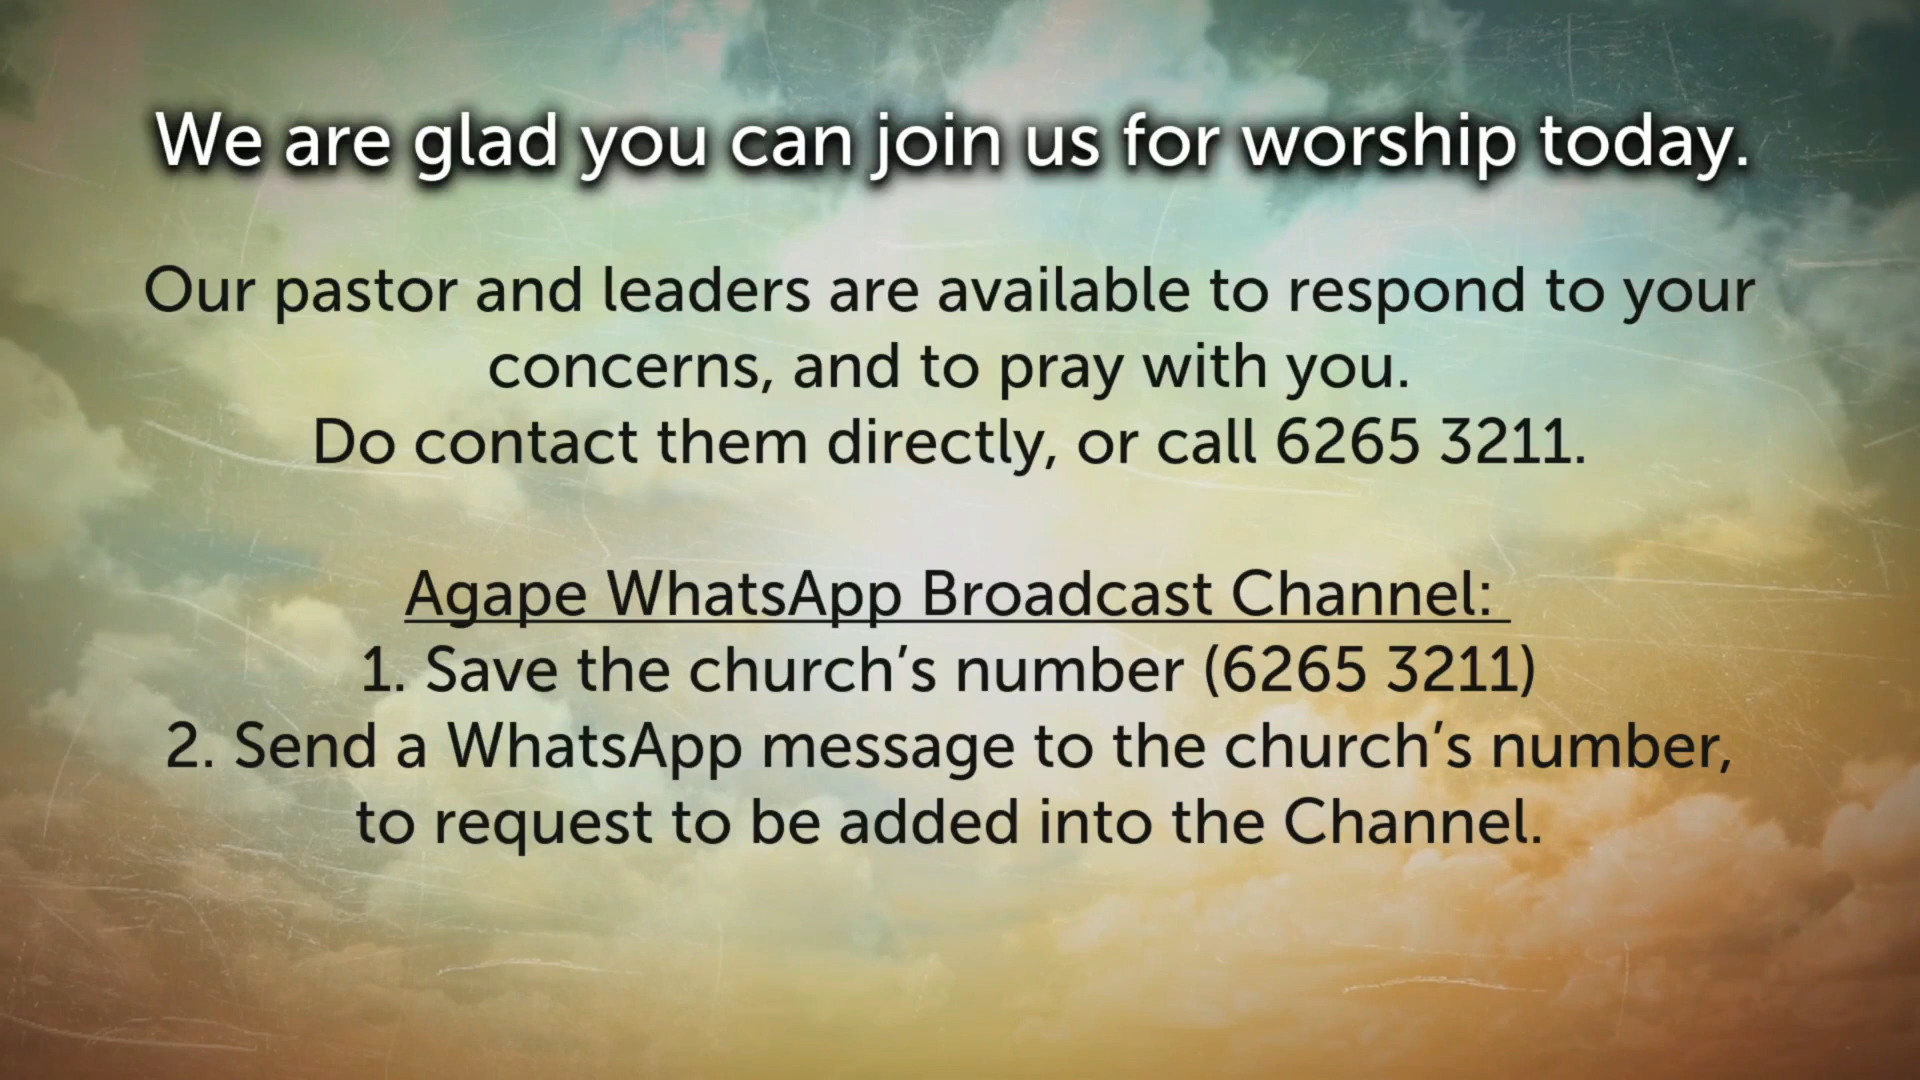 We are glad you can join us for worship today.
Our pastor and leaders are available to respond to your
concerns, and to pray with you.
Do contact them directly, or call 6265 3211.
Agape WhatsApp Broadcast Channel:
1. Save the church’s number (6265 3211)
2. Send a WhatsApp message to the church’s number,
to request to be added into the Channel.